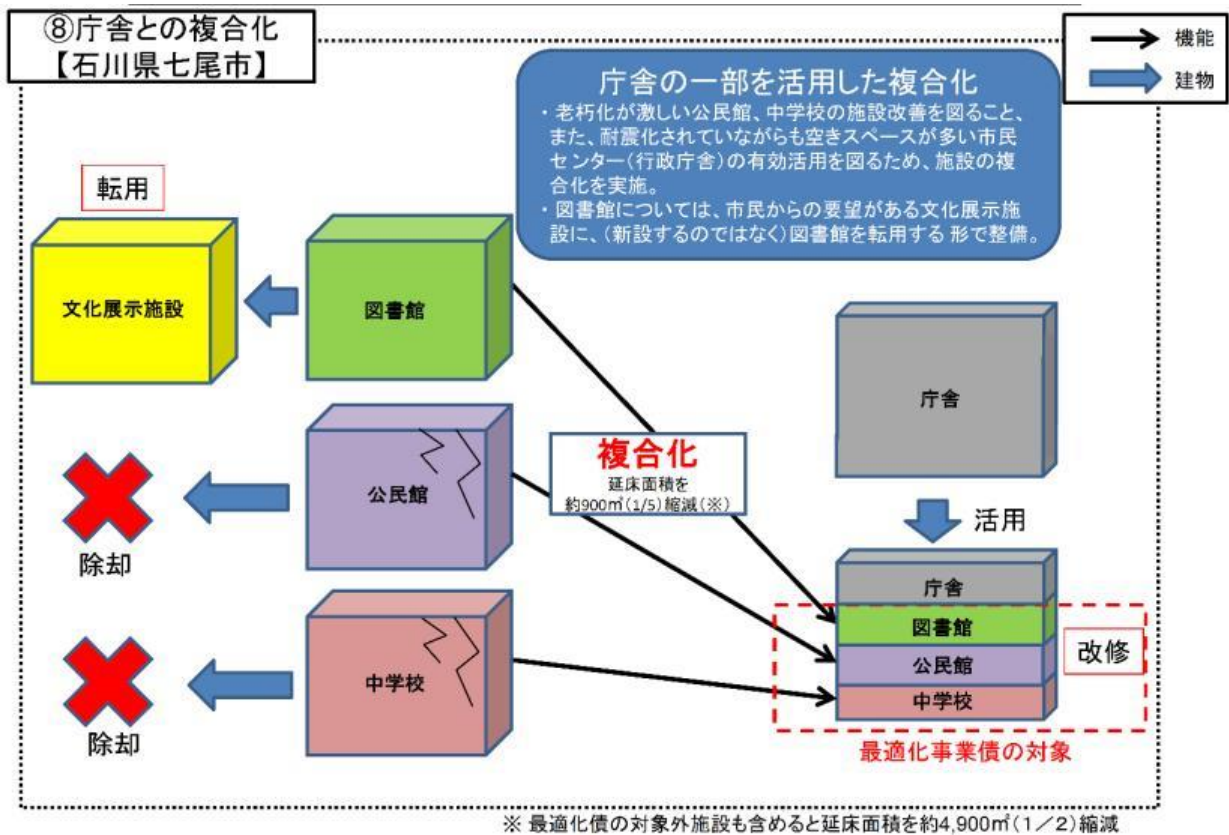 ⑧庁舎との複合化
【石川県七尾市】
機能
建物
庁舎の一部を活用した複合化
・老朽化が激しい公民館、中学校の施設改善を図ること、
また、耐震化されていながらも空きスペースが多い市民
センター(行政庁舎)の有効活用を図るため、施設の複
合化を実施。
・図書館については、市民からの要望がある文化展示施
設に、(新設するのではなく)図書館を転用する 形で整備。
転用
文化展示施設
図書館
庁舎
公民館
複合化
延床面積を
約900㎡(1/5)縮減(※)
除却
活用
庁舎
図書館
公民館
中学校
改修
中学校
除却
最適化事業債の対象
※ 最適化債の対象外施設も含めると延床面積を約4,900㎡(1/2)縮減